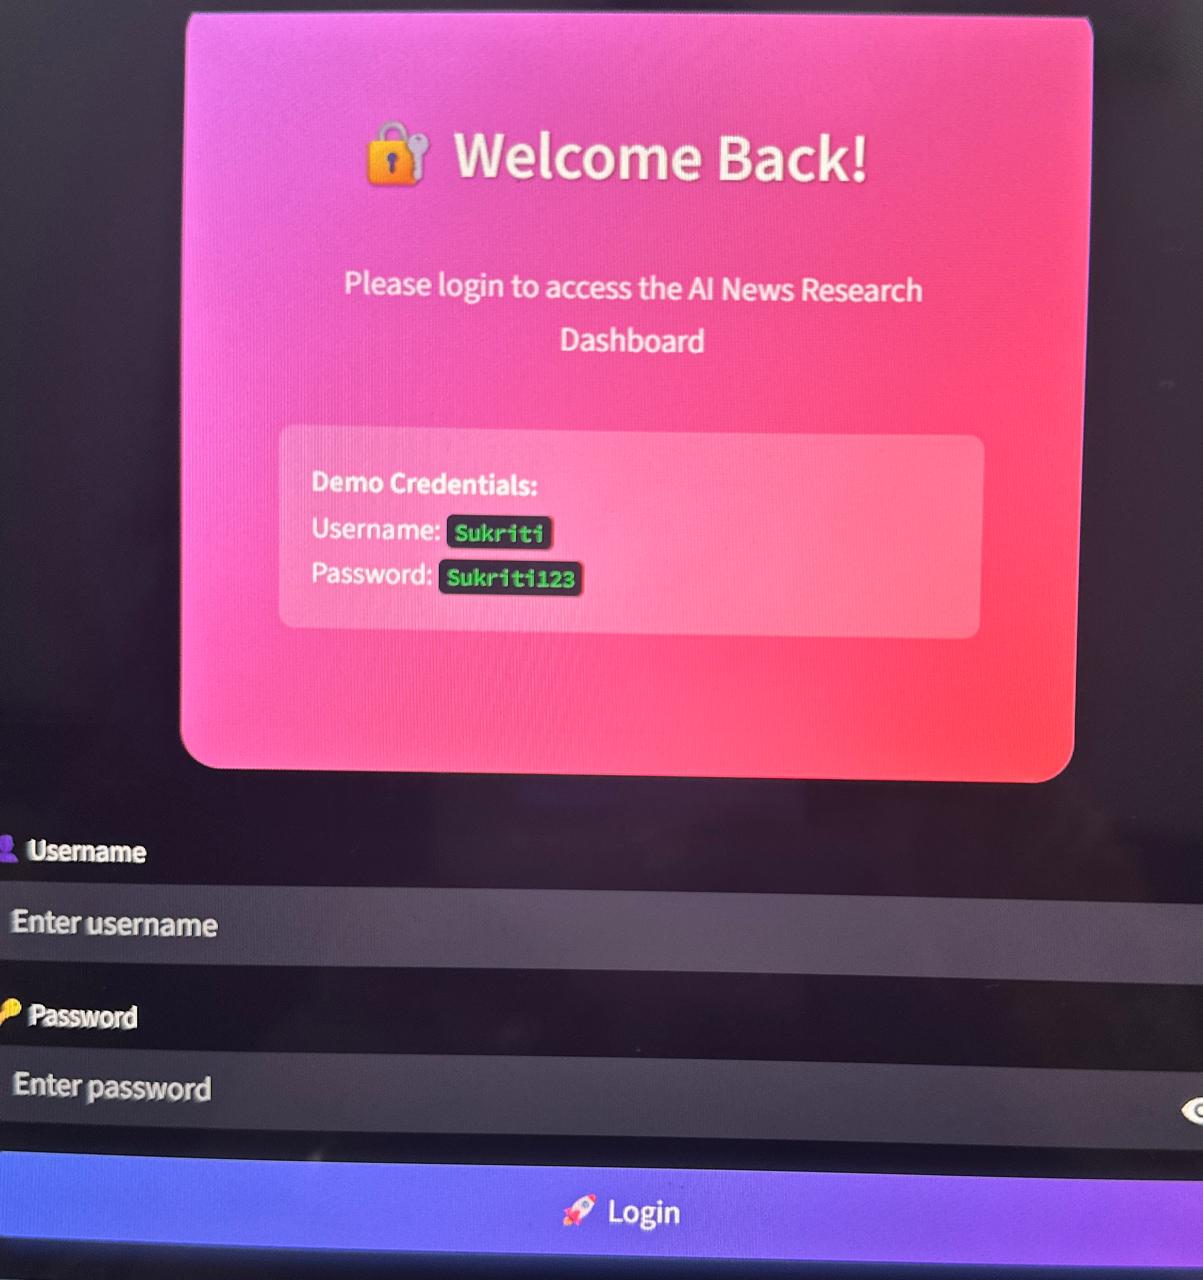 Welcome Back!
Please login to access the AI News Research
Dashboard
Demo Credentials:
Username: Sukriti
Password: Sukriti123
Username
Enter username
Password
Enter password
Login